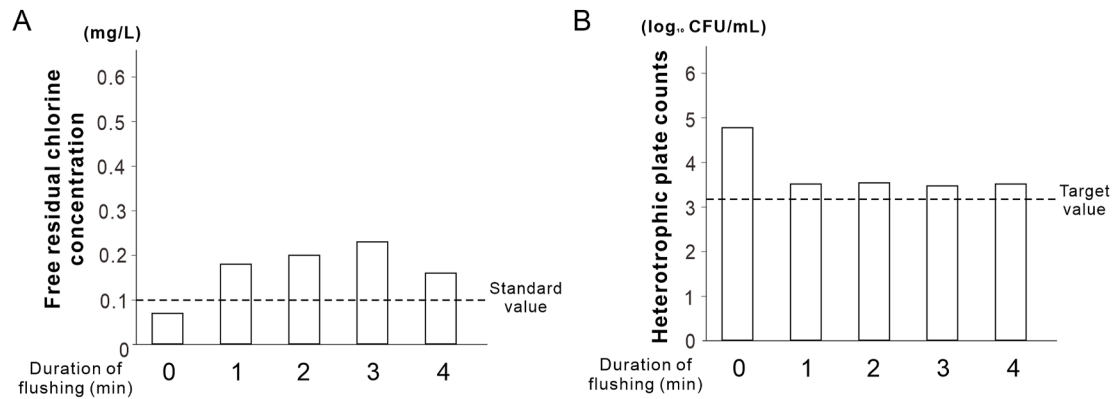 A
(mg/L)
Free residual chlorine
concentration
0.6
0.5
0.4
0.3
0.2
0.1
0
Standard
value
Duration of
flushing (min)
0 1 2 3 4
B
(log₁₀ CFU/mL)
Heterotrophic plate counts
6
5
4
3
2
1
0
Target
value
Duration of
flushing (min)
0 1 2 3 4